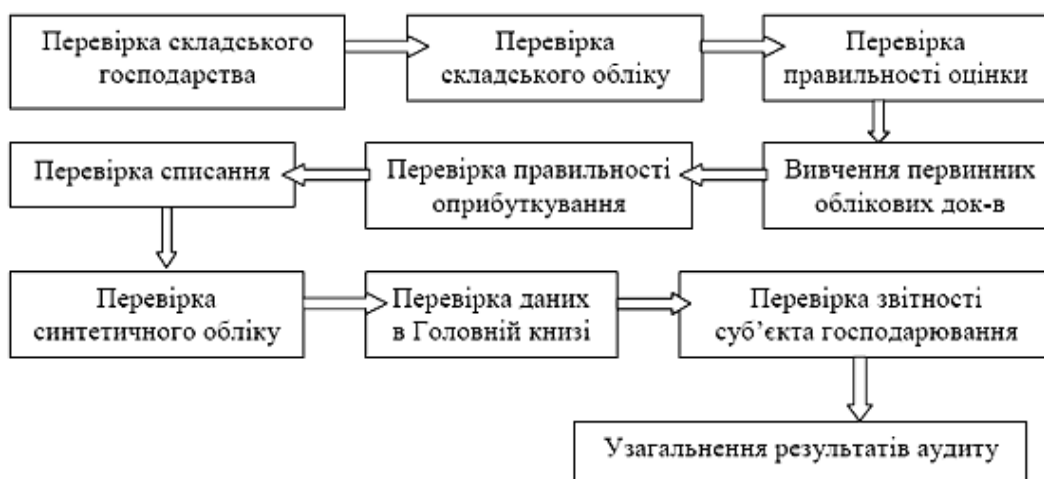 Перевірка складського
господарства
Перевірка
складського обліку
Перевірка
правильності оцінки
Вивчення первинних
облікових док-в
Перевірка правильності
оприбуткування
Перевірка списання
Перевірка
синтетичного обліку
Перевірка даних
в Головній книзі
Перевірка звітності
суб’єкта господарювання
Узагальнення результатів аудиту